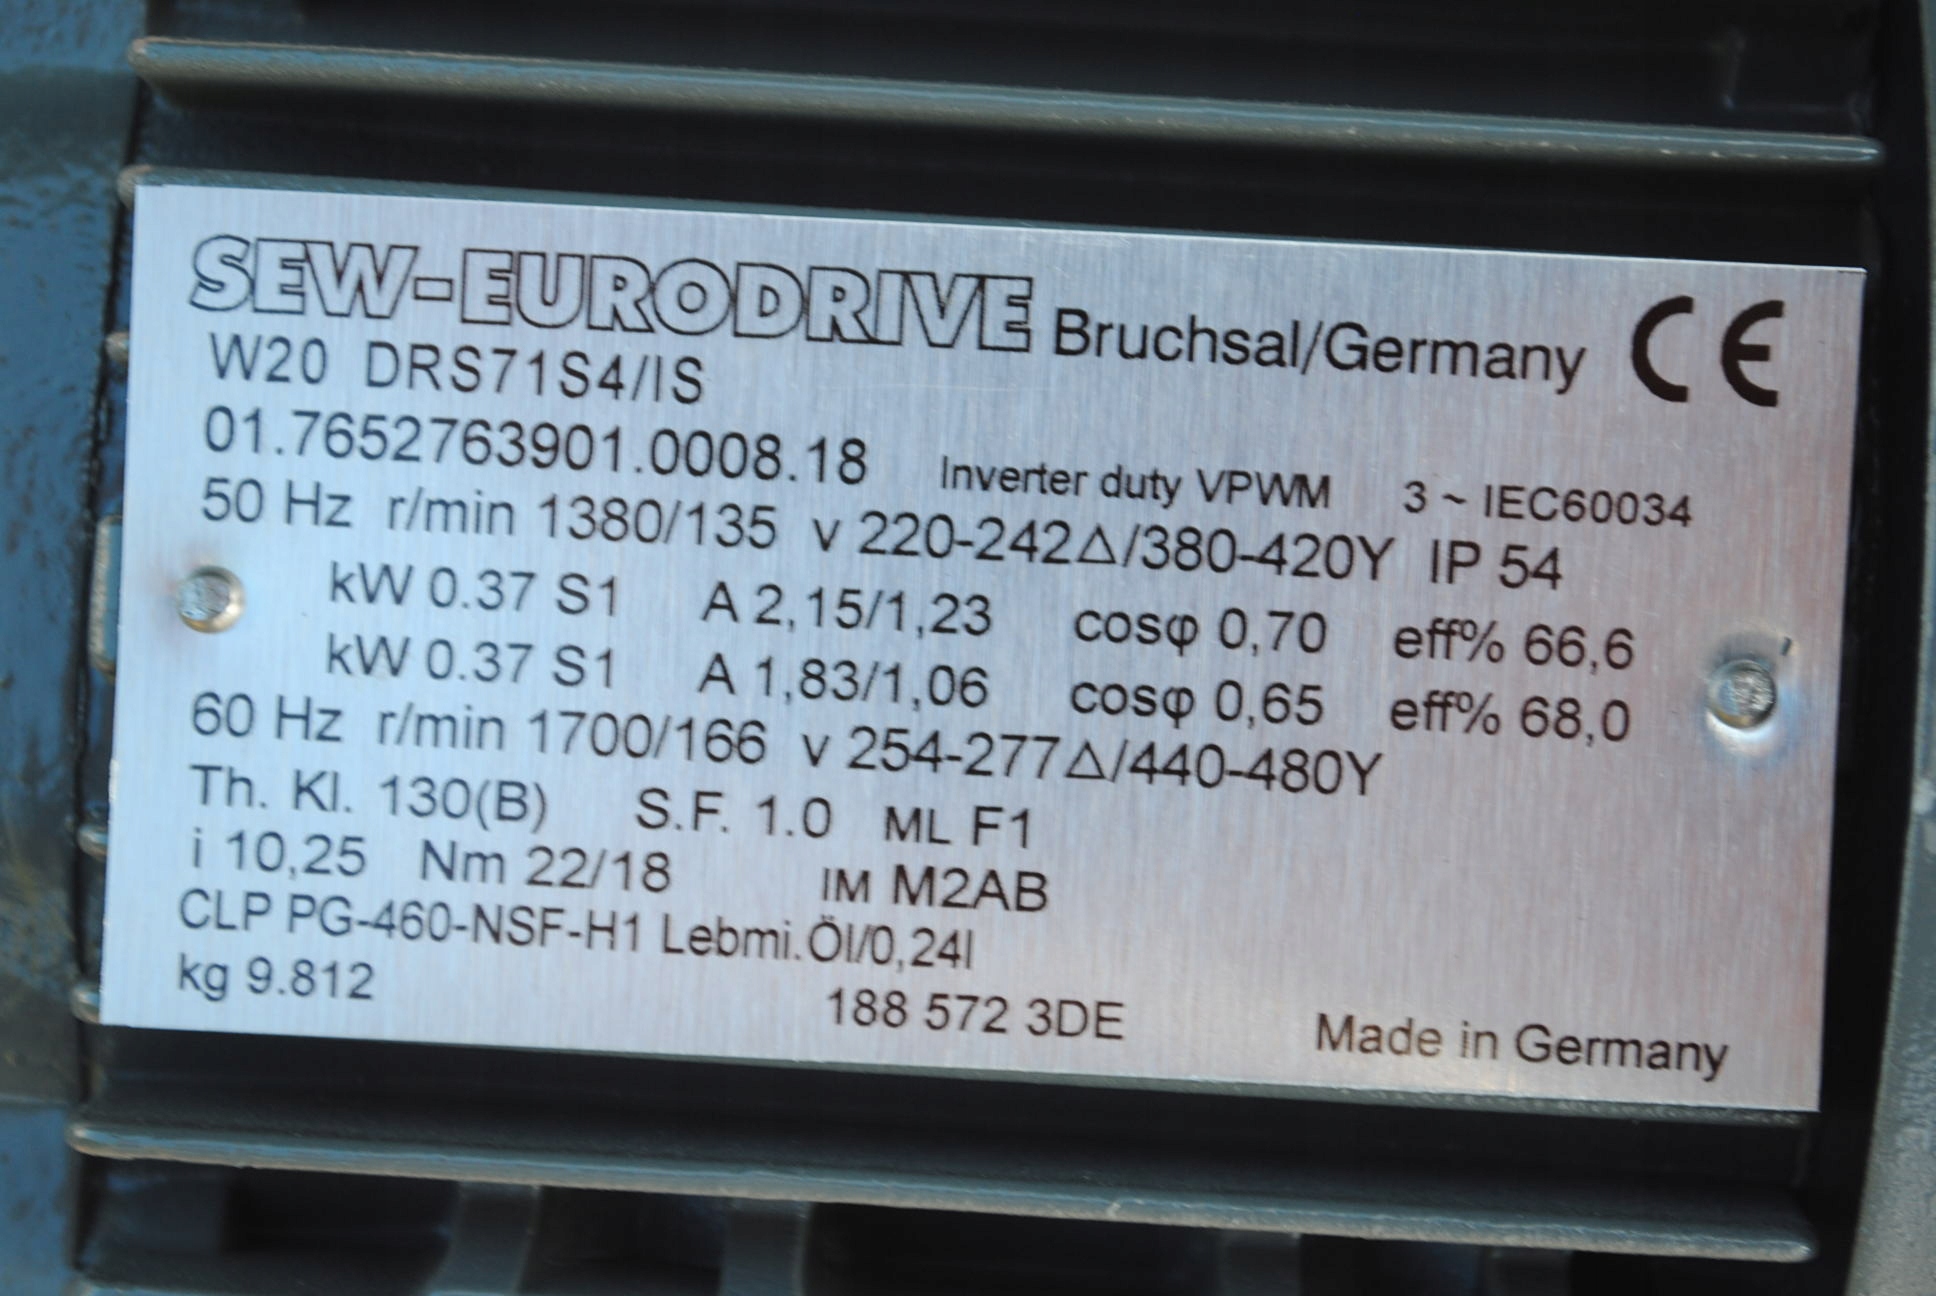 SEW-EURODRIVE Bruchsal/Germany CE
W20 DRS71S4/IS
01.7652763901.0008.18 Inverter duty VPWM 3 ~ IEC60034
50 Hz r/min 1380/135 V 220-242Δ/380-420Y IP 54
kW 0.37 S1 A 2,15/1,23 cosφ 0,70 eff% 66,6
kW 0.37 S1 A 1,83/1,06 cosφ 0,65 eff% 68,0
60 Hz r/min 1700/166 V 254-277Δ/440-480Y
Th. Kl. 130(B) S.F. 1.0 ML F1
i 10,25 Nm 22/18 IM M2AB
CLP PG-460-NSF-H1 Lebmi.Öl/0,24l
kg 9.812 188 572 3DE Made in Germany